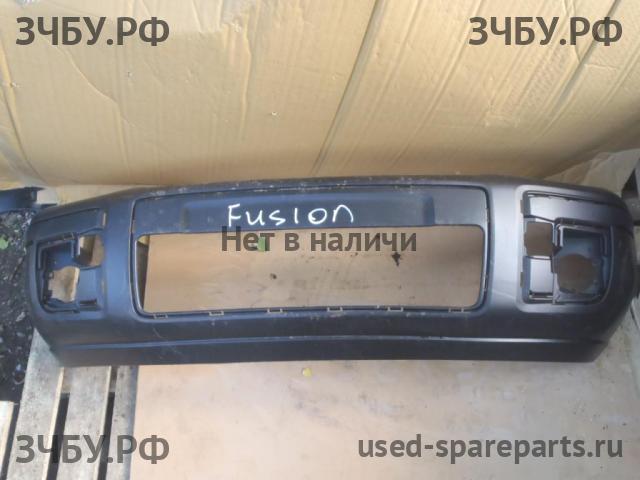 ЗЧБУ.РФ ЗЧБУ.РФ
Fusion
Нет в наличи
ЗЧБУ.РФ used-spareparts.ru